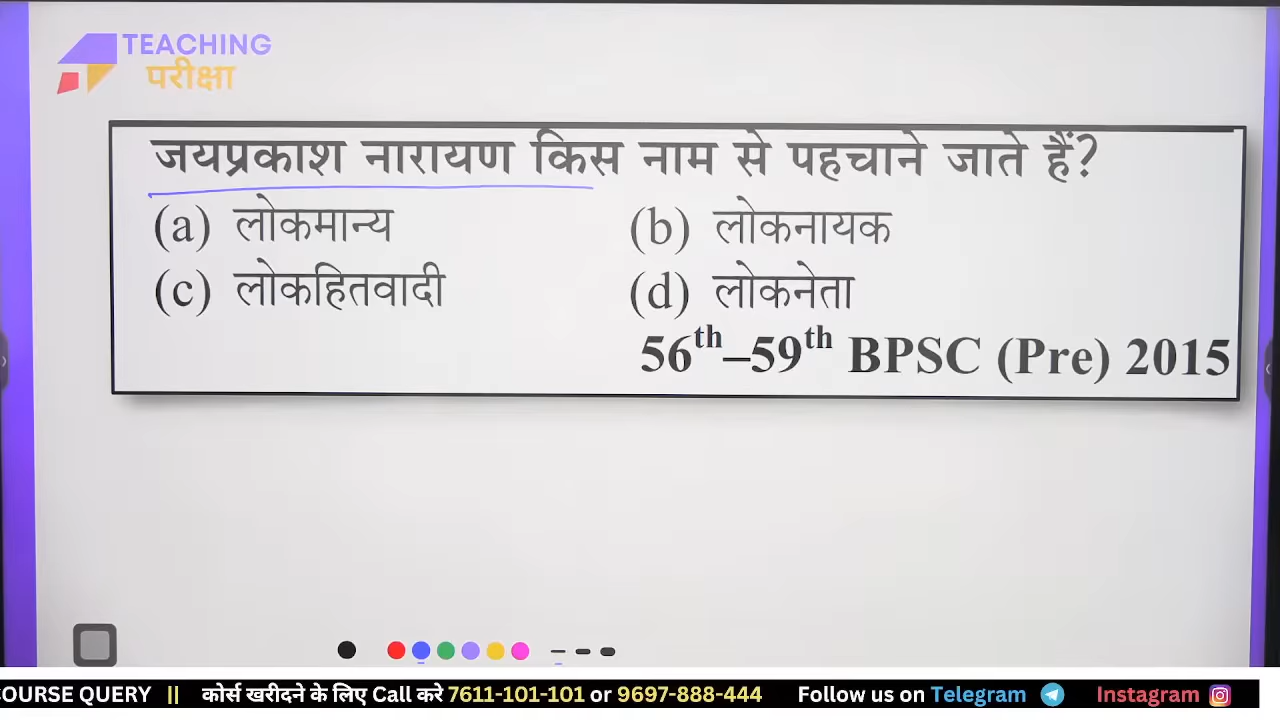 TEACHING
परीक्षा
जयप्रकाश नारायण किस नाम से पहचाने जाते हैं?
(a) लोकमान्य (b) लोकनायक
(c) लोकहितवादी (d) लोकनेता
56th–59th BPSC (Pre) 2015
COURSE QUERY || कोर्स खरीदने के लिए Call करे 7611-101-101 or 9697-888-444 Follow us on Telegram Instagram